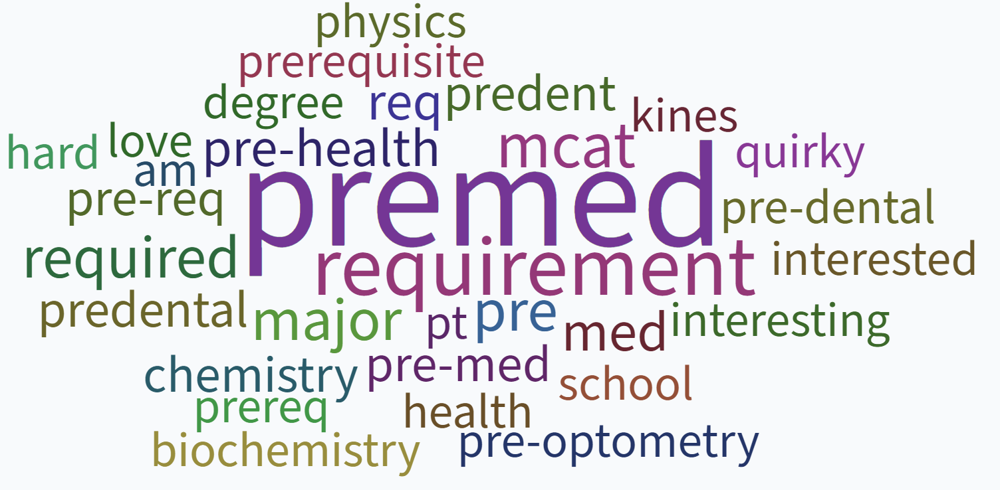 physics
prerequisite
degree req predent kines
hard love pre-health mcat quirky
am premed
pre-req pre-dental
required requirement interested
predental major pt pre med interesting
chemistry pre-med school
prereq health
biochemistry pre-optometry